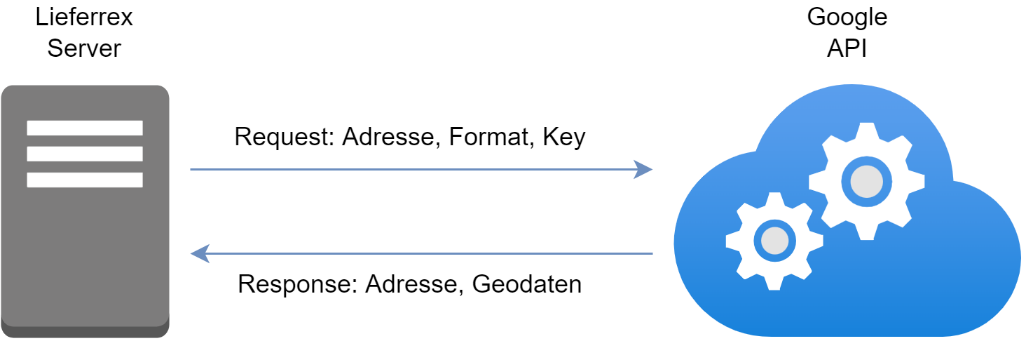 Lieferrex
Server
Google
API
Request: Adresse, Format, Key
Response: Adresse, Geodaten